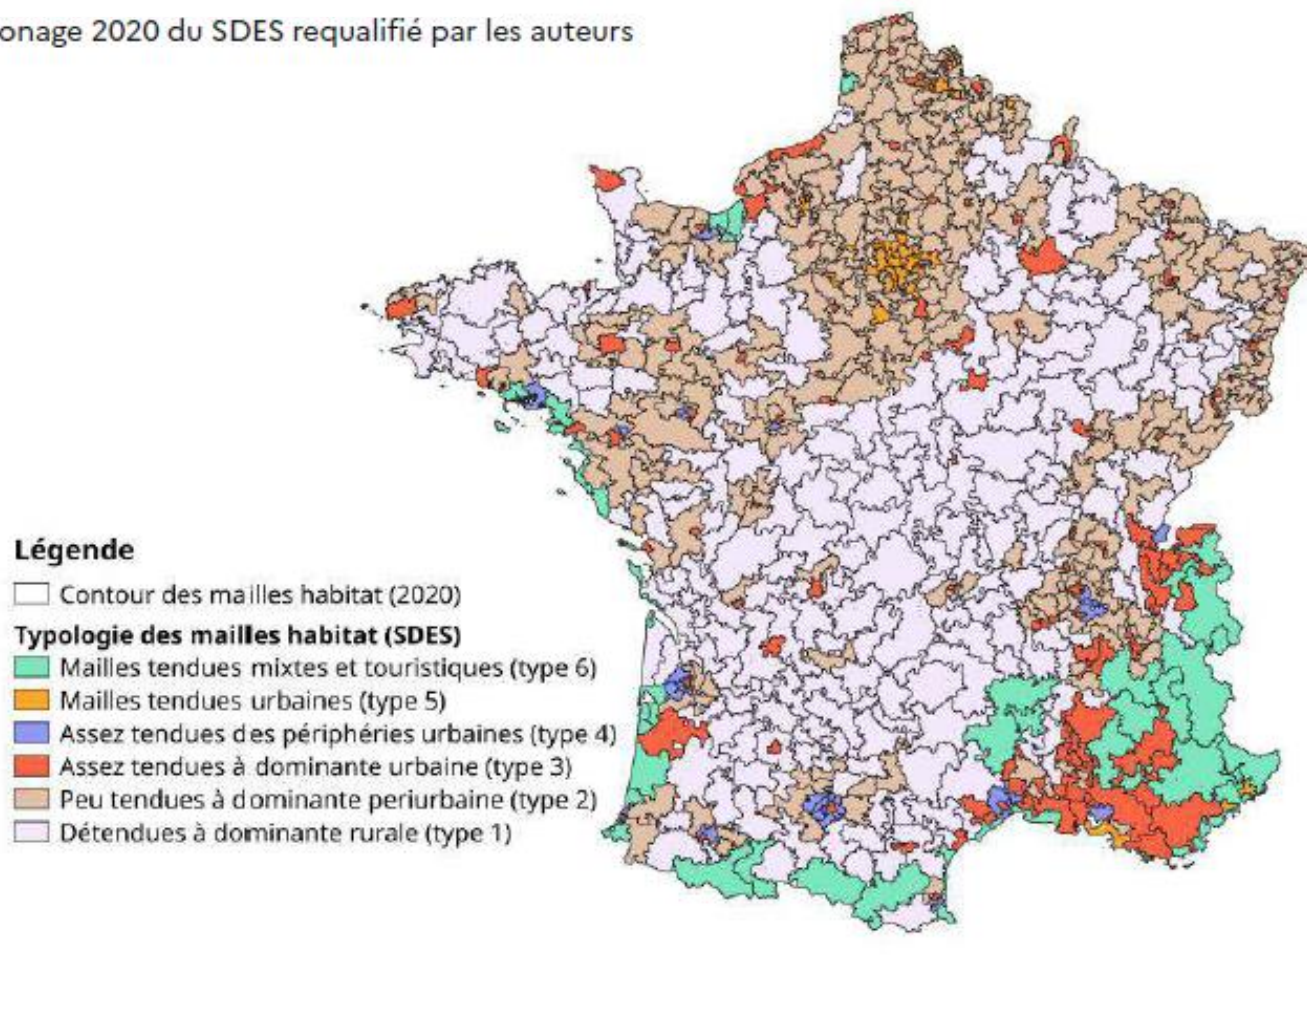 onage 2020 du SDES requalifié par les auteurs
Légende
Contour des mailles habitat (2020)
Typologie des mailles habitat (SDES)
Mailles tendues mixtes et touristiques (type 6)
Mailles tendues urbaines (type 5)
Assez tendues des périphéries urbaines (type 4)
Assez tendues à dominante urbaine (type 3)
Peu tendues à dominante periurbaine (type 2)
Détendues à dominante rurale (type 1)